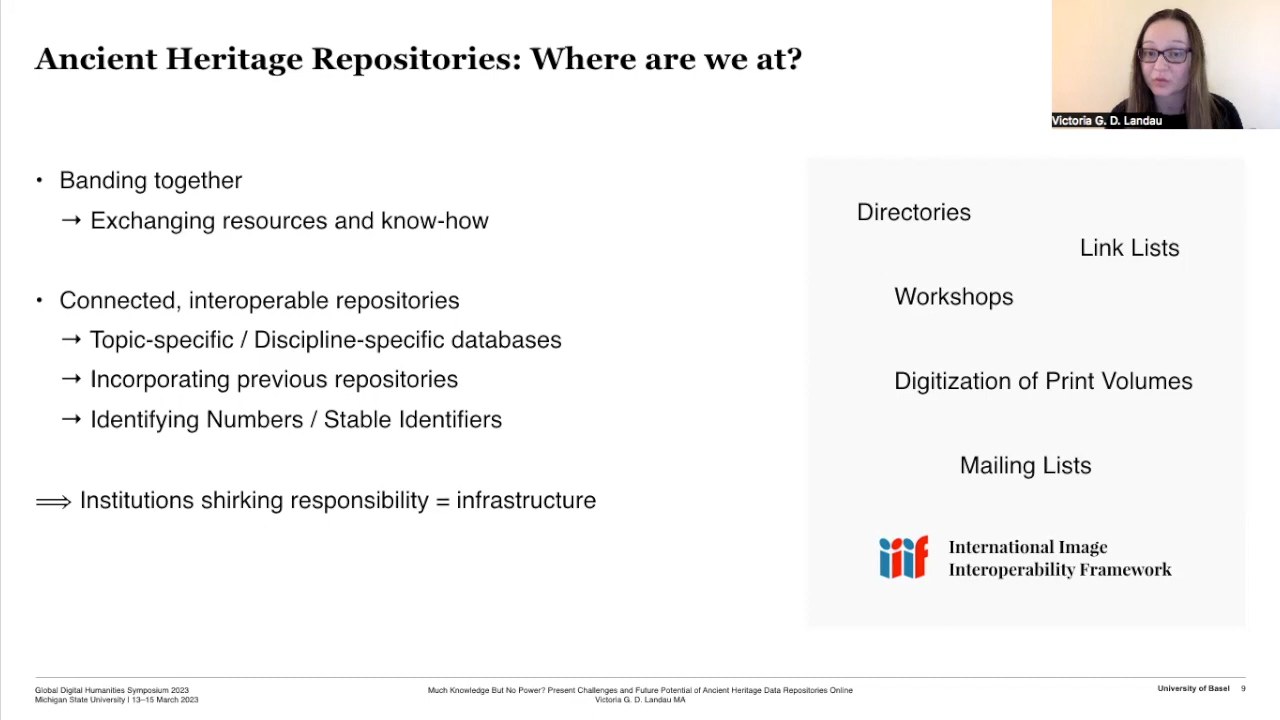 Ancient Heritage Repositories: Where are we at?
Victoria G. D. Landau
• Banding together
→ Exchanging resources and know-how
• Connected, interoperable repositories
→ Topic-specific / Discipline-specific databases
→ Incorporating previous repositories
→ Identifying Numbers / Stable Identifiers
⟹ Institutions shirking responsibility = infrastructure
Directories
Link Lists
Workshops
Digitization of Print Volumes
Mailing Lists
iiif
International Image
Interoperability Framework
Global Digital Humanities Symposium 2023
Michigan State University | 13–15 March 2023
Much Knowledge But No Power? Present Challenges and Future Potential of Ancient Heritage Data Repositories Online
Victoria G. D. Landau MA
University of Basel 9